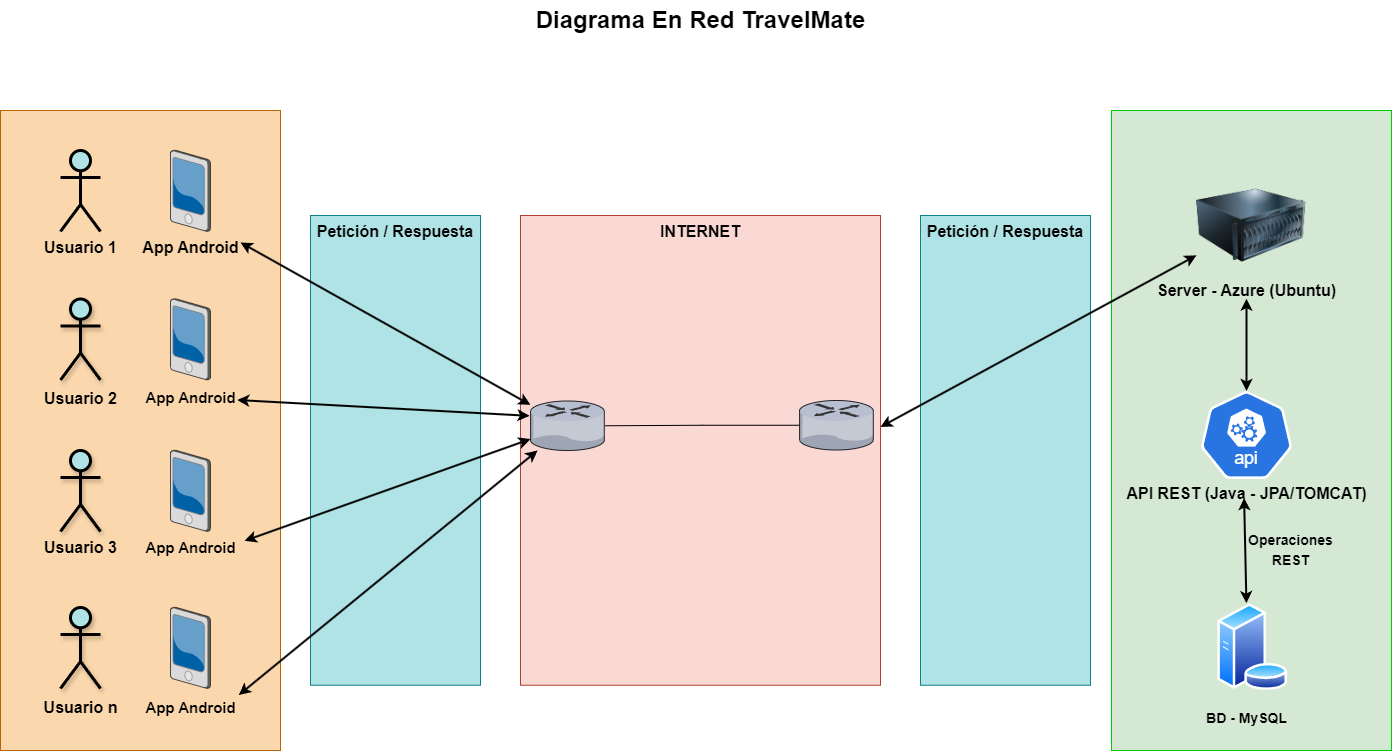 Diagrama En Red TravelMate
Usuario 1
App Android
Usuario 2
App Android
Usuario 3
App Android
Usuario n
App Android
Petición / Respuesta
INTERNET
Petición / Respuesta
Server - Azure (Ubuntu)
api
API REST (Java - JPA/TOMCAT)
Operaciones
REST
BD - MySQL